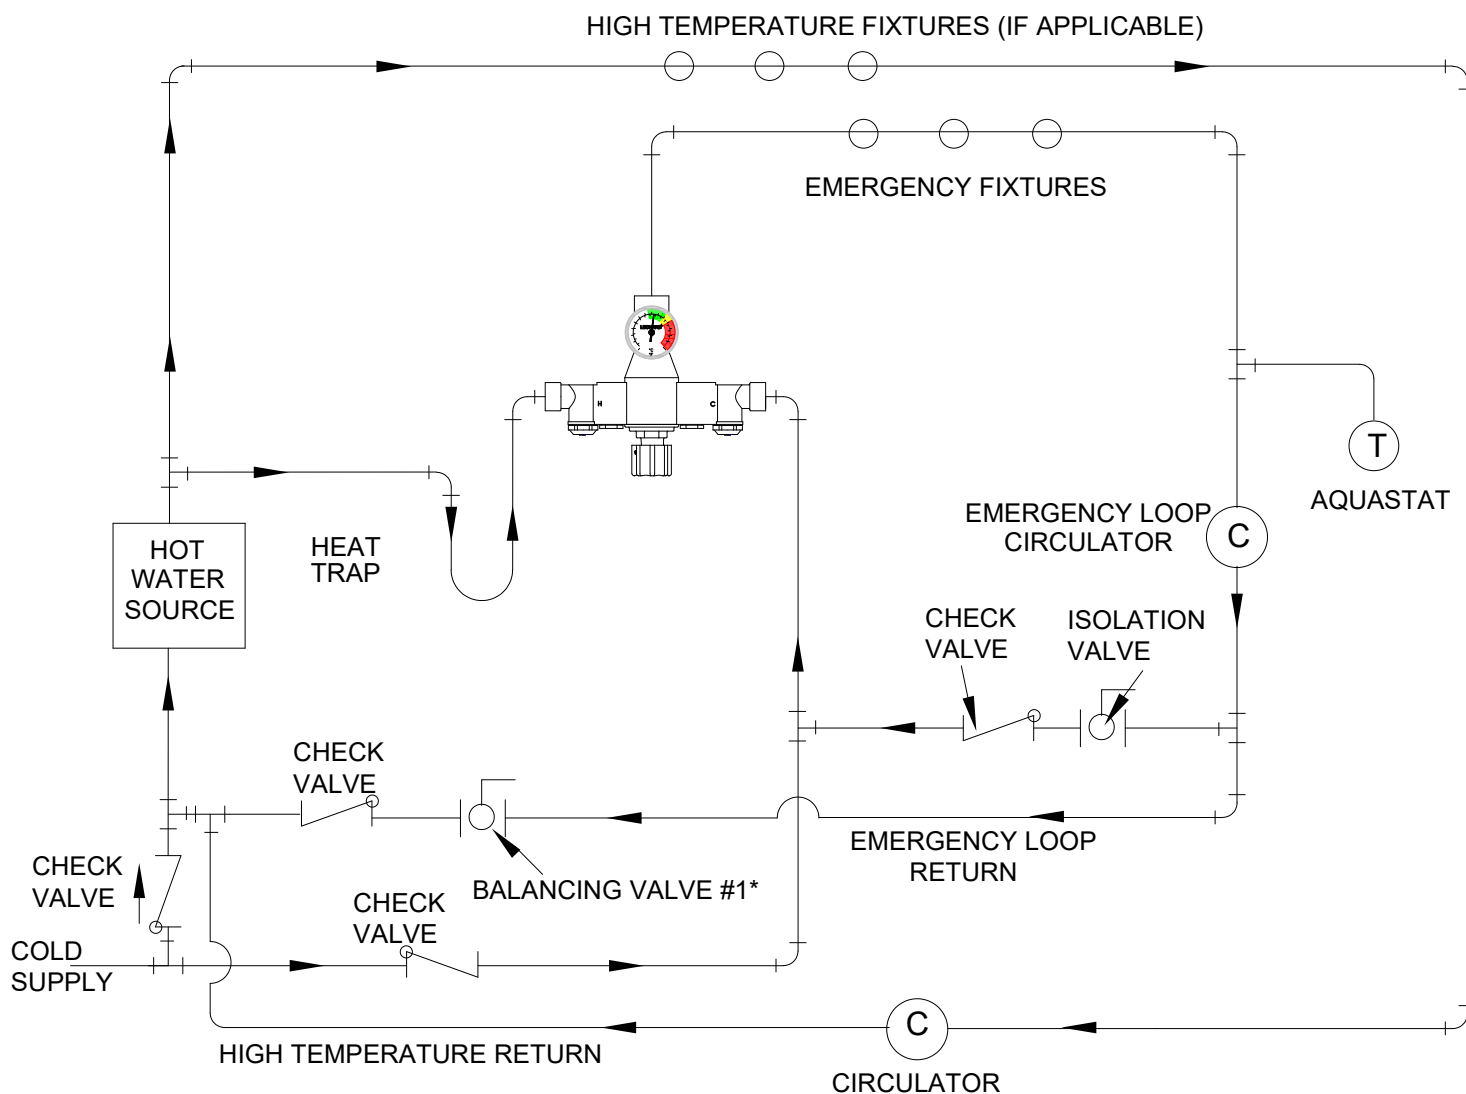 HIGH TEMPERATURE FIXTURES (IF APPLICABLE)
EMERGENCY FIXTURES
H
C
T
AQUASTAT
EMERGENCY LOOP
CIRCULATOR
C
HOT
WATER
SOURCE
HEAT
TRAP
CHECK
VALVE
ISOLATION
VALVE
CHECK
VALVE
EMERGENCY LOOP
RETURN
BALANCING VALVE #1*
CHECK
VALVE
CHECK
VALVE
COLD
SUPPLY
C
HIGH TEMPERATURE RETURN
CIRCULATOR